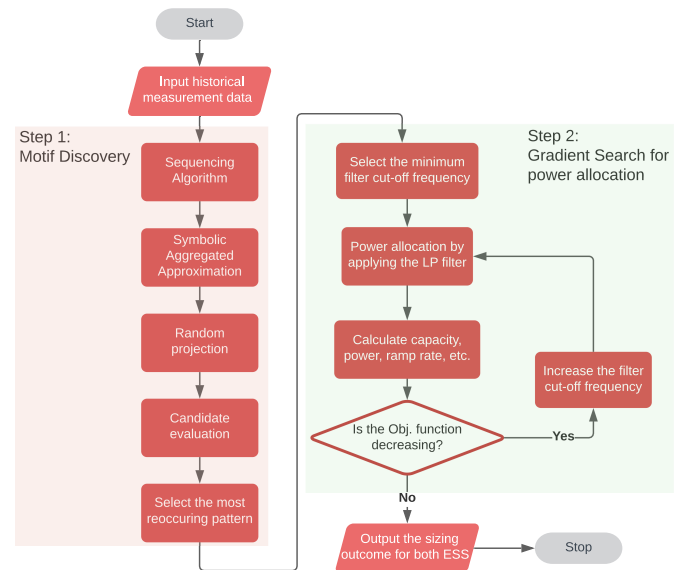 Start
Input historical
measurement data
Step 1:
Motif Discovery
Sequencing
Algorithm
Symbolic
Aggregated
Approximation
Random
projection
Candidate
evaluation
Select the most
reoccuring pattern
Step 2:
Gradient Search for
power allocation
Select the minimum
filter cut-off frequency
Power allocation by
applying the LP filter
Calculate capacity,
power, ramp rate, etc.
Increase the filter
cut-off frequency
Is the Obj. function
decreasing?
Yes
No
Output the sizing
outcome for both ESS
Stop